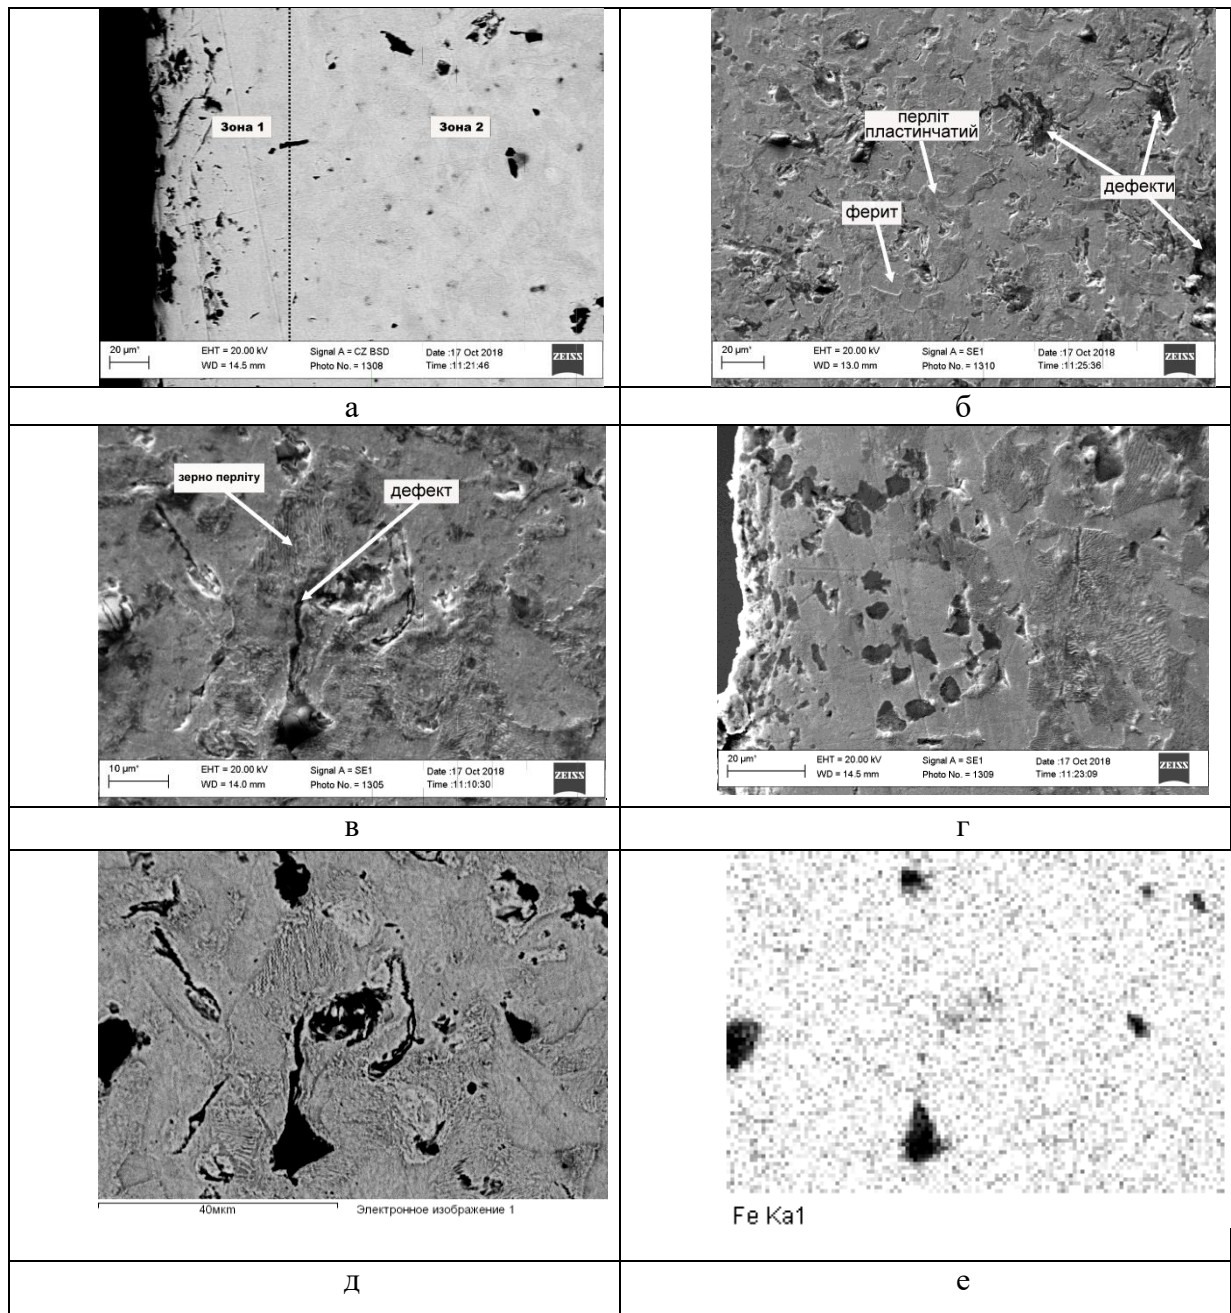 Зона 1
Зона 2
20 µm*
EHT = 20.00 kV
WD = 14.5 mm
Signal A = CZ BSD
Photo No. = 1308
Date :17 Oct 2018
Time :11:21:46
ZEISS
перліт
пластинчатий
ферит
дефекти
20 µm*
EHT = 20.00 kV
WD = 13.0 mm
Signal A = SE1
Photo No. = 1310
Date :17 Oct 2018
Time :11:25:36
ZEISS
а
б
зерно перліту
дефект
10 µm*
EHT = 20.00 kV
WD = 14.0 mm
Signal A = SE1
Photo No. = 1305
Date :17 Oct 2018
Time :11:10:30
ZEISS
20 µm*
EHT = 20.00 kV
WD = 14.5 mm
Signal A = SE1
Photo No. = 1309
Date :17 Oct 2018
Time :11:23:09
ZEISS
в
г
40мкm
Электронное изображение 1
Fe Ka1
д
е